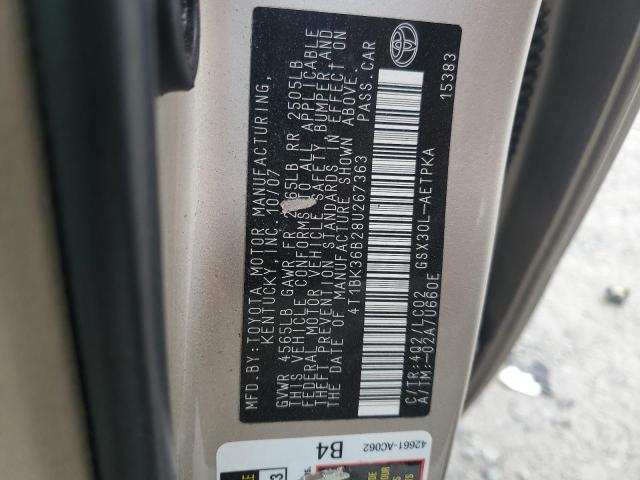 MFD. BY: TOYOTA MOTOR MANUFACTURING,
KENTUCKY, INC. 10/07
GVWR 4565LB GAWR FR 2565LB RR 2505LB
THIS VEHICLE CONFORMS TO ALL APPLICABLE
FEDERAL MOTOR VEHICLE SAFETY BUMPER AND
THEFT PREVENTION STANDARDS IN EFFECT ON
THE DATE OF MANUFACTURE SHOWN ABOVE.
4T1BK36B28U267363 PASS.CAR
C/TR:4Q2/LC02 GSX30L-AETPKA
A/TM:-02A/U660E
15383
42661-AC062
B4